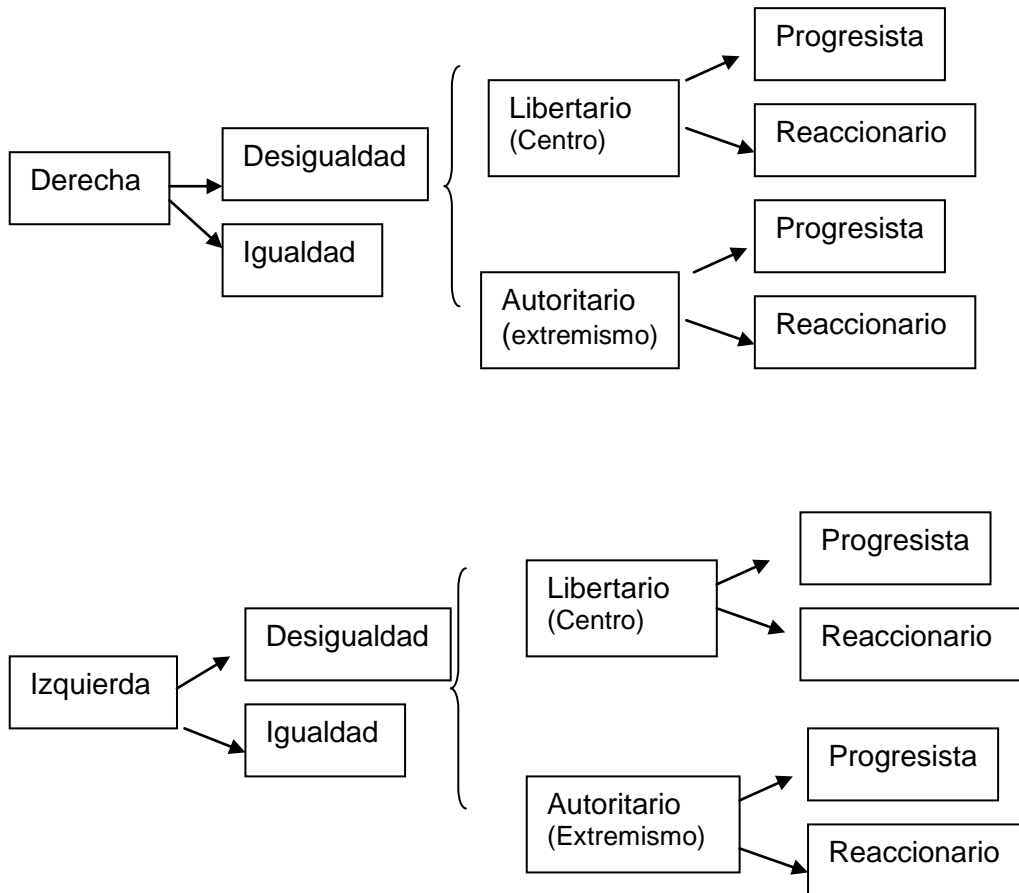 Derecha
Desigualdad
Igualdad
Libertario
(Centro)
Autoritario
(extremismo)
Progresista
Reaccionario
Progresista
Reaccionario
Izquierda
Desigualdad
Igualdad
Libertario
(Centro)
Autoritario
(Extremismo)
Progresista
Reaccionario
Progresista
Reaccionario